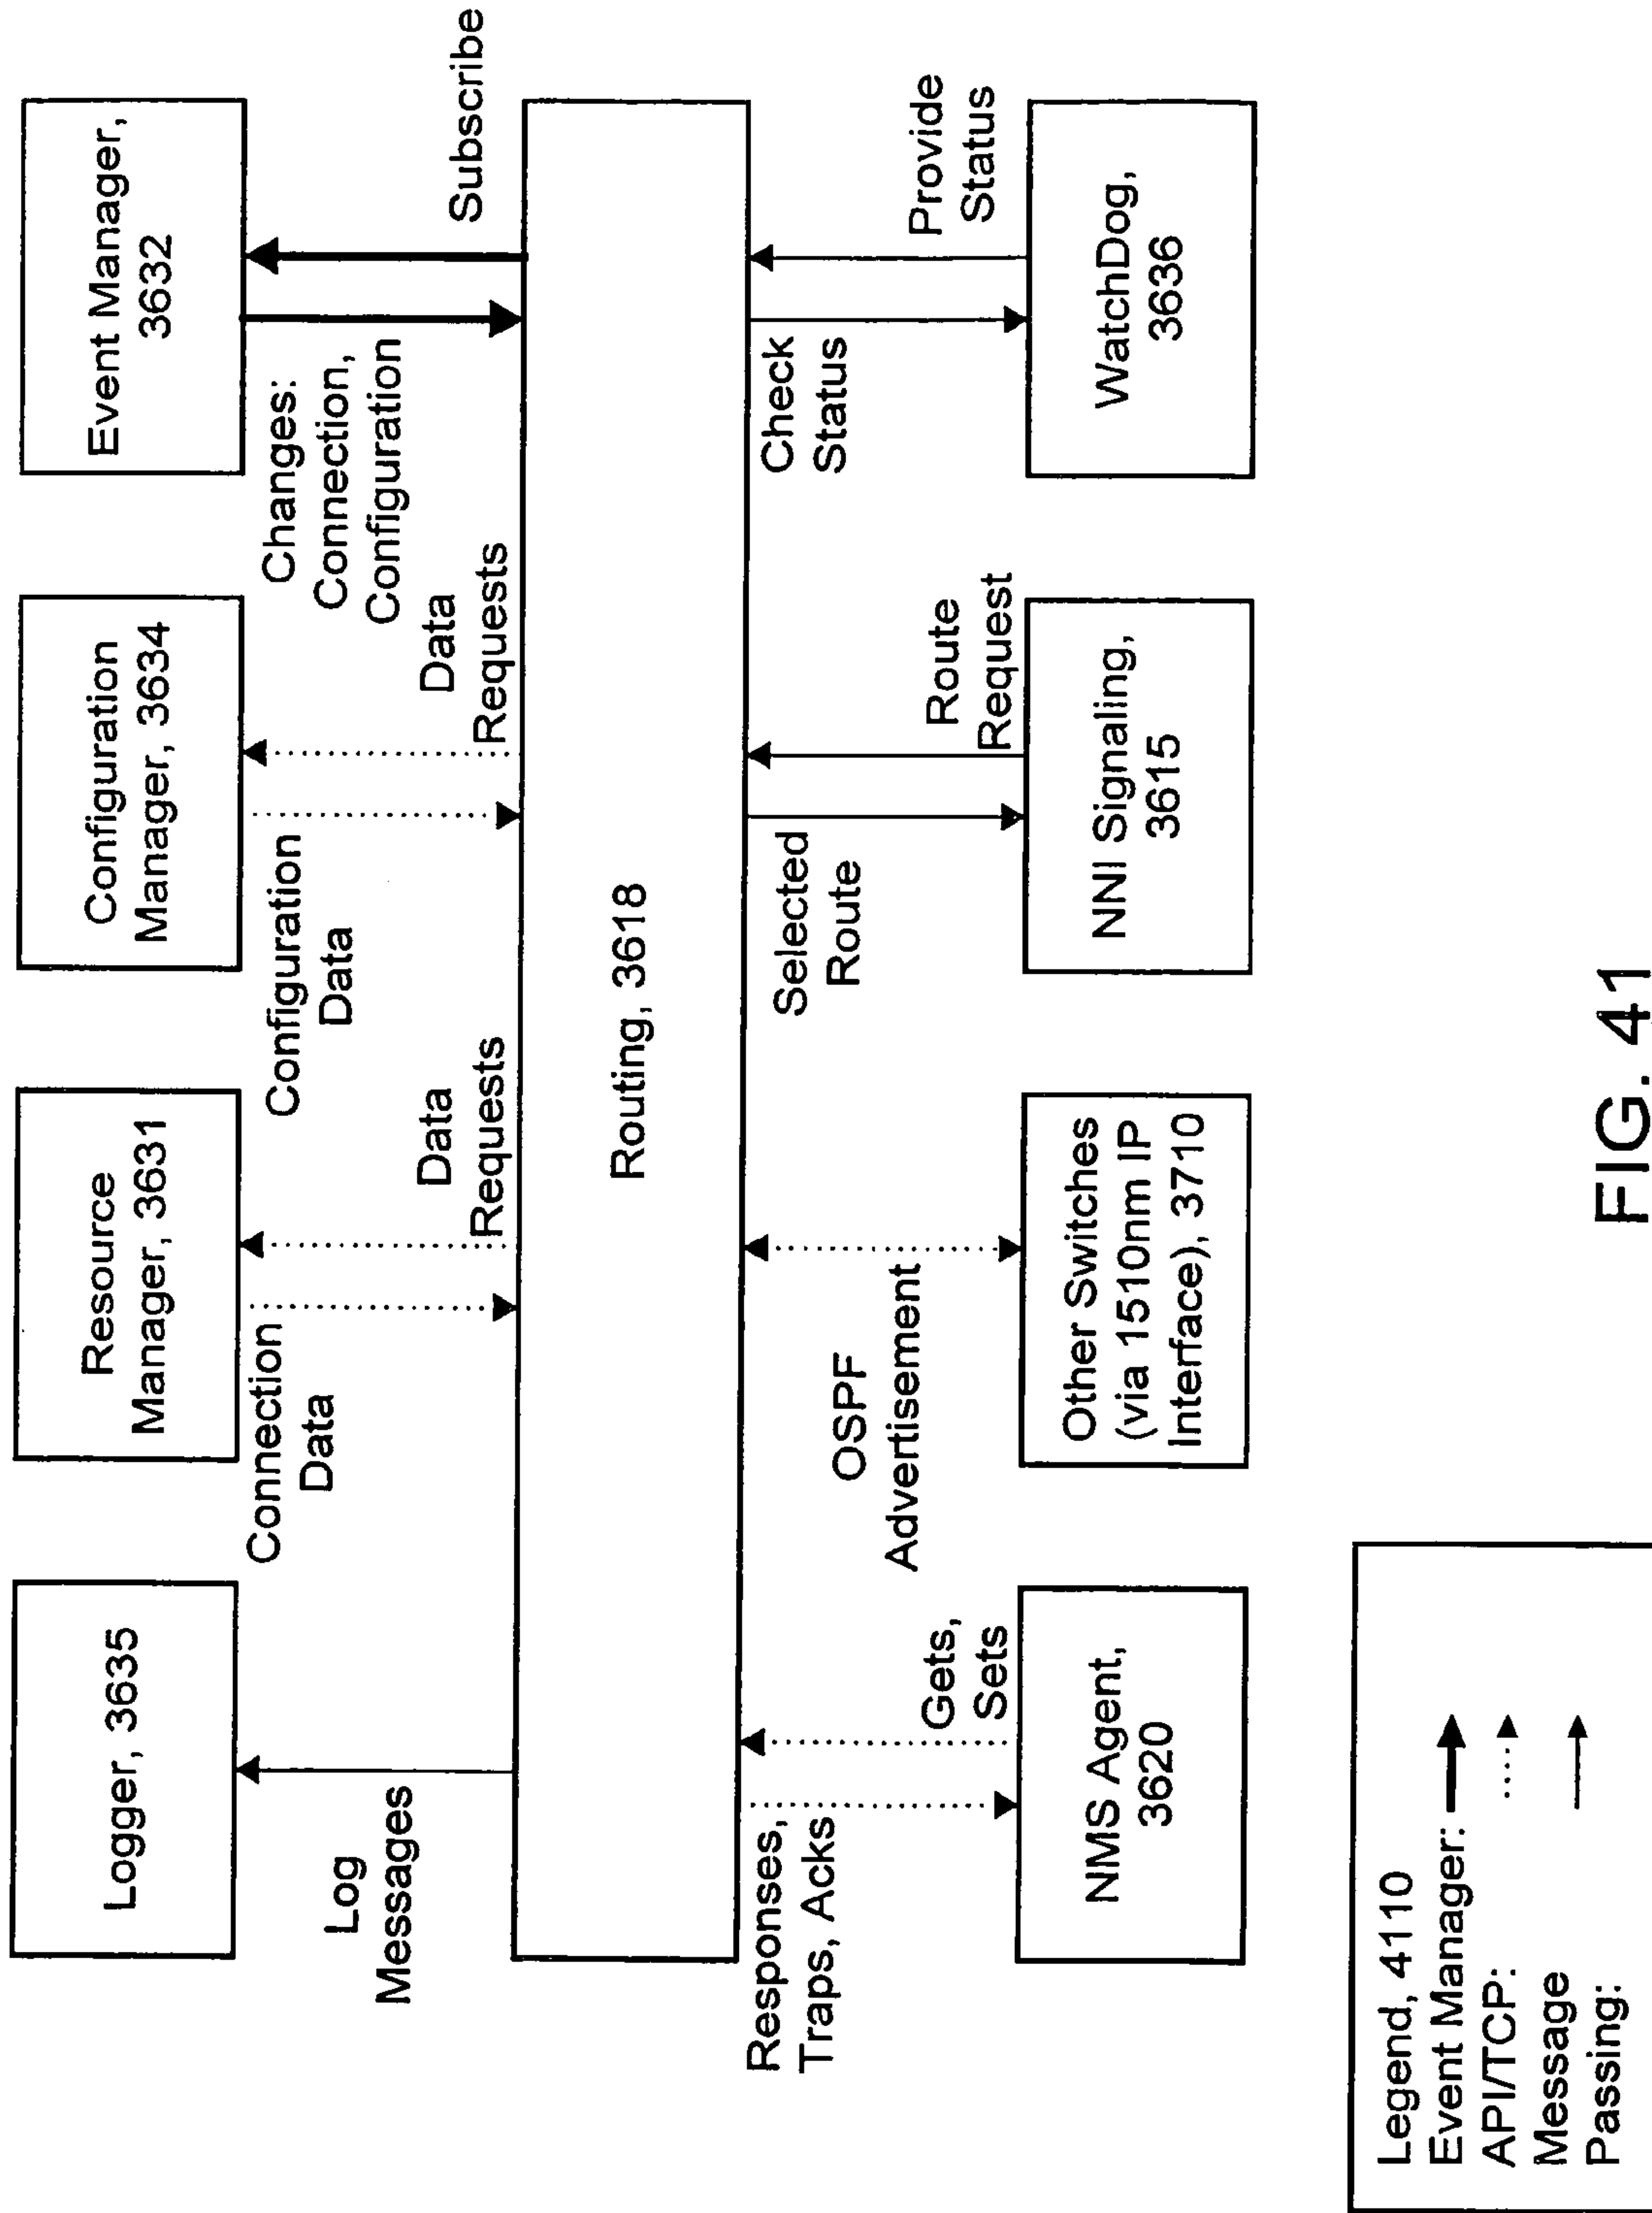 Logger, 3635
Resource
Manager, 3631
Configuration
Manager, 3634
Event Manager,
3632
Log
Messages
Connection
Data
Data
Requests
Configuration
Data
Data
Requests
Changes:
Connection,
Configuration
Subscribe
Routing, 3618
Responses,
Traps, Acks
Gets,
Sets
OSPF
Advertisement
Selected
Route
Route
Request
Check
Status
Provide
Status
NMS Agent,
3620
Other Switches
(via 1510nm IP
Interface), 3710
NNI Signaling,
3615
WatchDog,
3636
Legend, 4110
Event Manager:
API/TCP:
Message
Passing:
FIG. 41